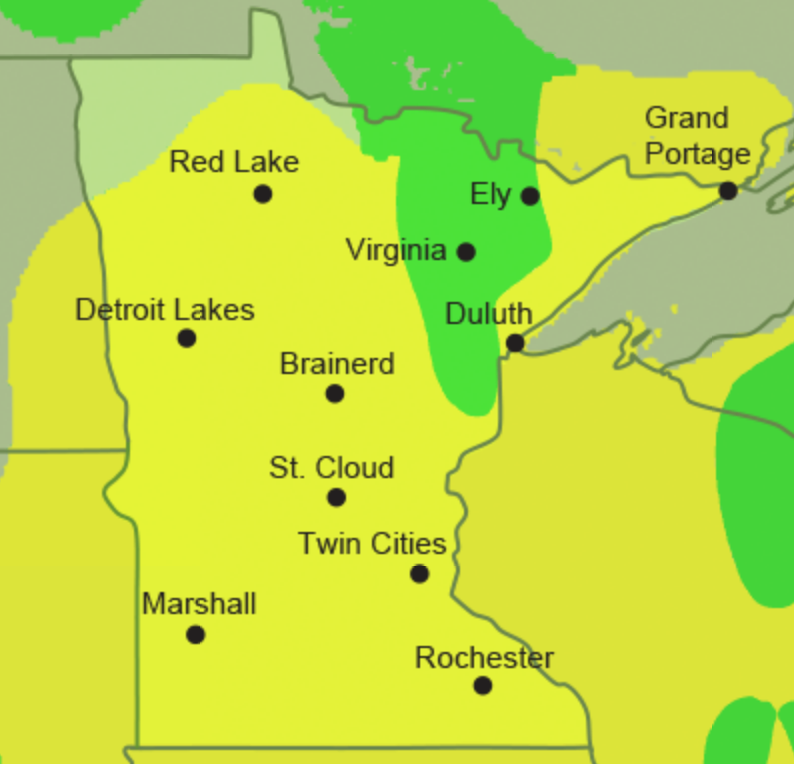 Grand
Portage
Red Lake
Ely
Virginia
Detroit Lakes
Duluth
Brainerd
St. Cloud
Twin Cities
Marshall
Rochester